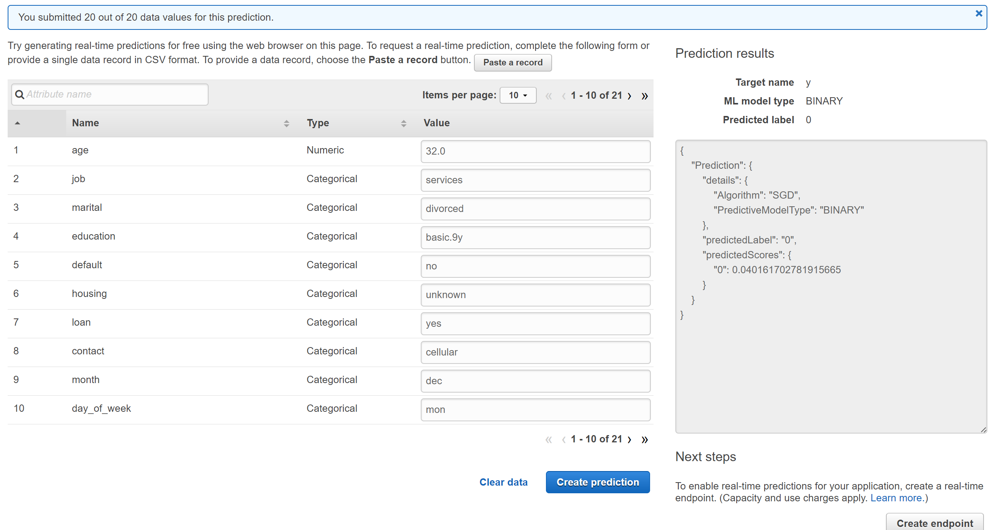 You submitted 20 out of 20 data values for this prediction.
Try generating real-time predictions for free using the web browser on this page. To request a real-time prediction, complete the following form or
provide a single data record in CSV format. To provide a data record, choose the Paste a record button. Paste a record
Attribute name
Items per page: 10 « ‹ 1 - 10 of 21 › »
Name Type Value
1 age Numeric 32.0
2 job Categorical services
3 marital Categorical divorced
4 education Categorical basic.9y
5 default Categorical no
6 housing Categorical unknown
7 loan Categorical yes
8 contact Categorical cellular
9 month Categorical dec
10 day_of_week Categorical mon
« ‹ 1 - 10 of 21 › »
Clear data Create prediction
Prediction results
Target name y
ML model type BINARY
Predicted label 0
{
"Prediction": {
"details": {
"Algorithm": "SGD",
"PredictiveModelType": "BINARY"
},
"predictedLabel": "0",
"predictedScores": {
"0": 0.040161702781915665
}
}
}
Next steps
To enable real-time predictions for your application, create a real-time
endpoint. (Capacity and use charges apply. Learn more.)
Create endpoint